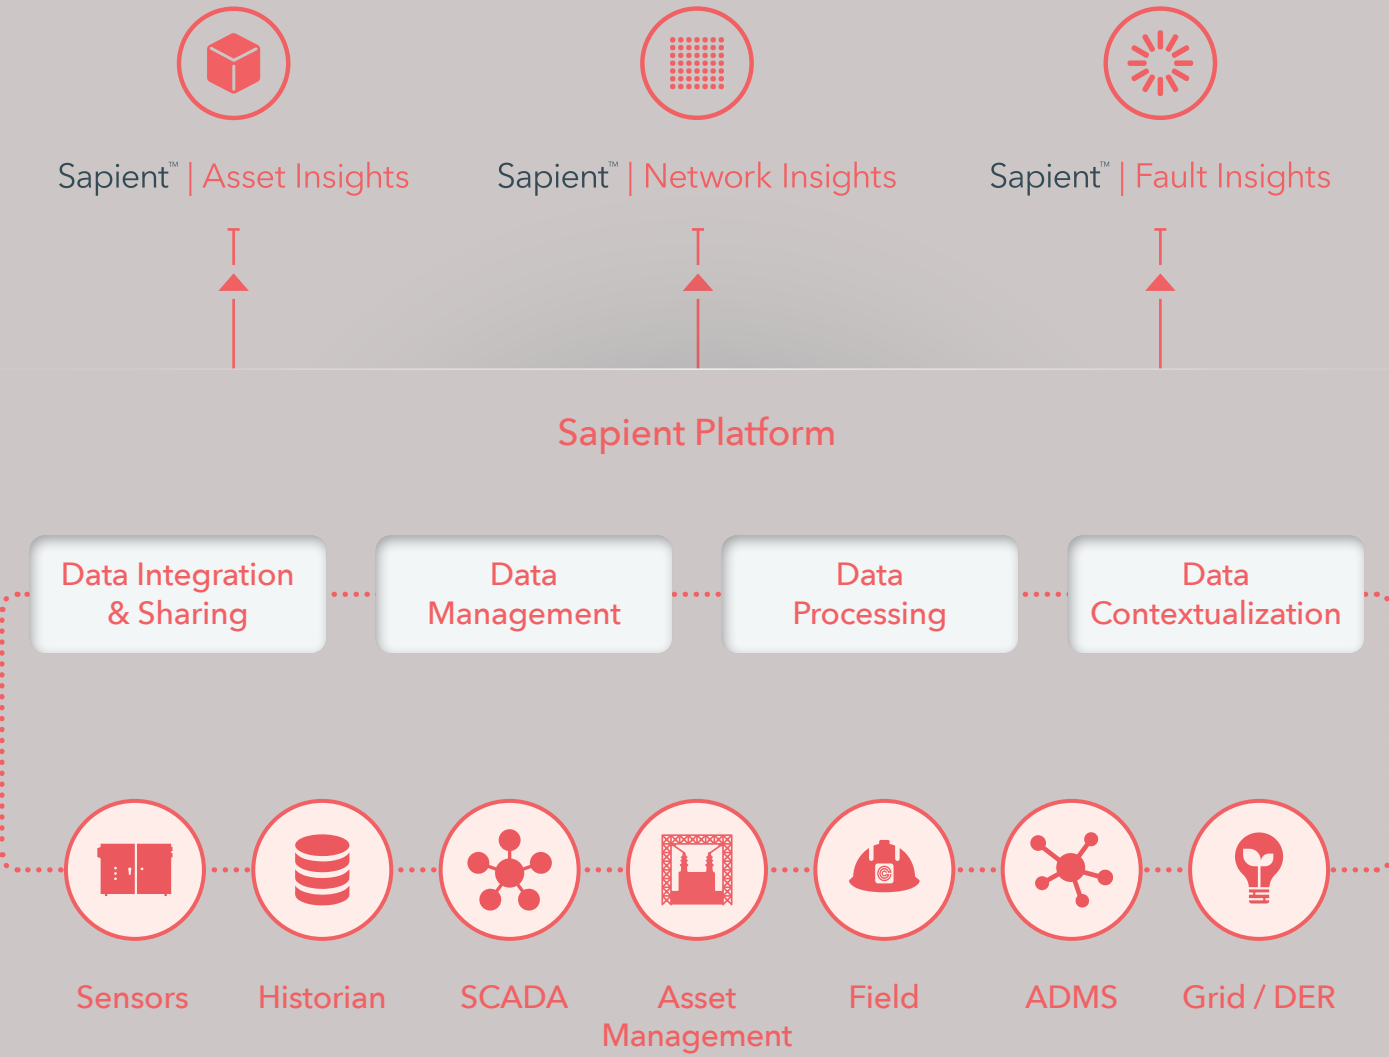 Sapient™ | Asset Insights
Sapient™ | Network Insights
Sapient™ | Fault Insights
Sapient Platform
Data Integration
& Sharing
Data
Management
Data
Processing
Data
Contextualization
Sensors
Historian
SCADA
Asset
Management
Field
ADMS
Grid / DER